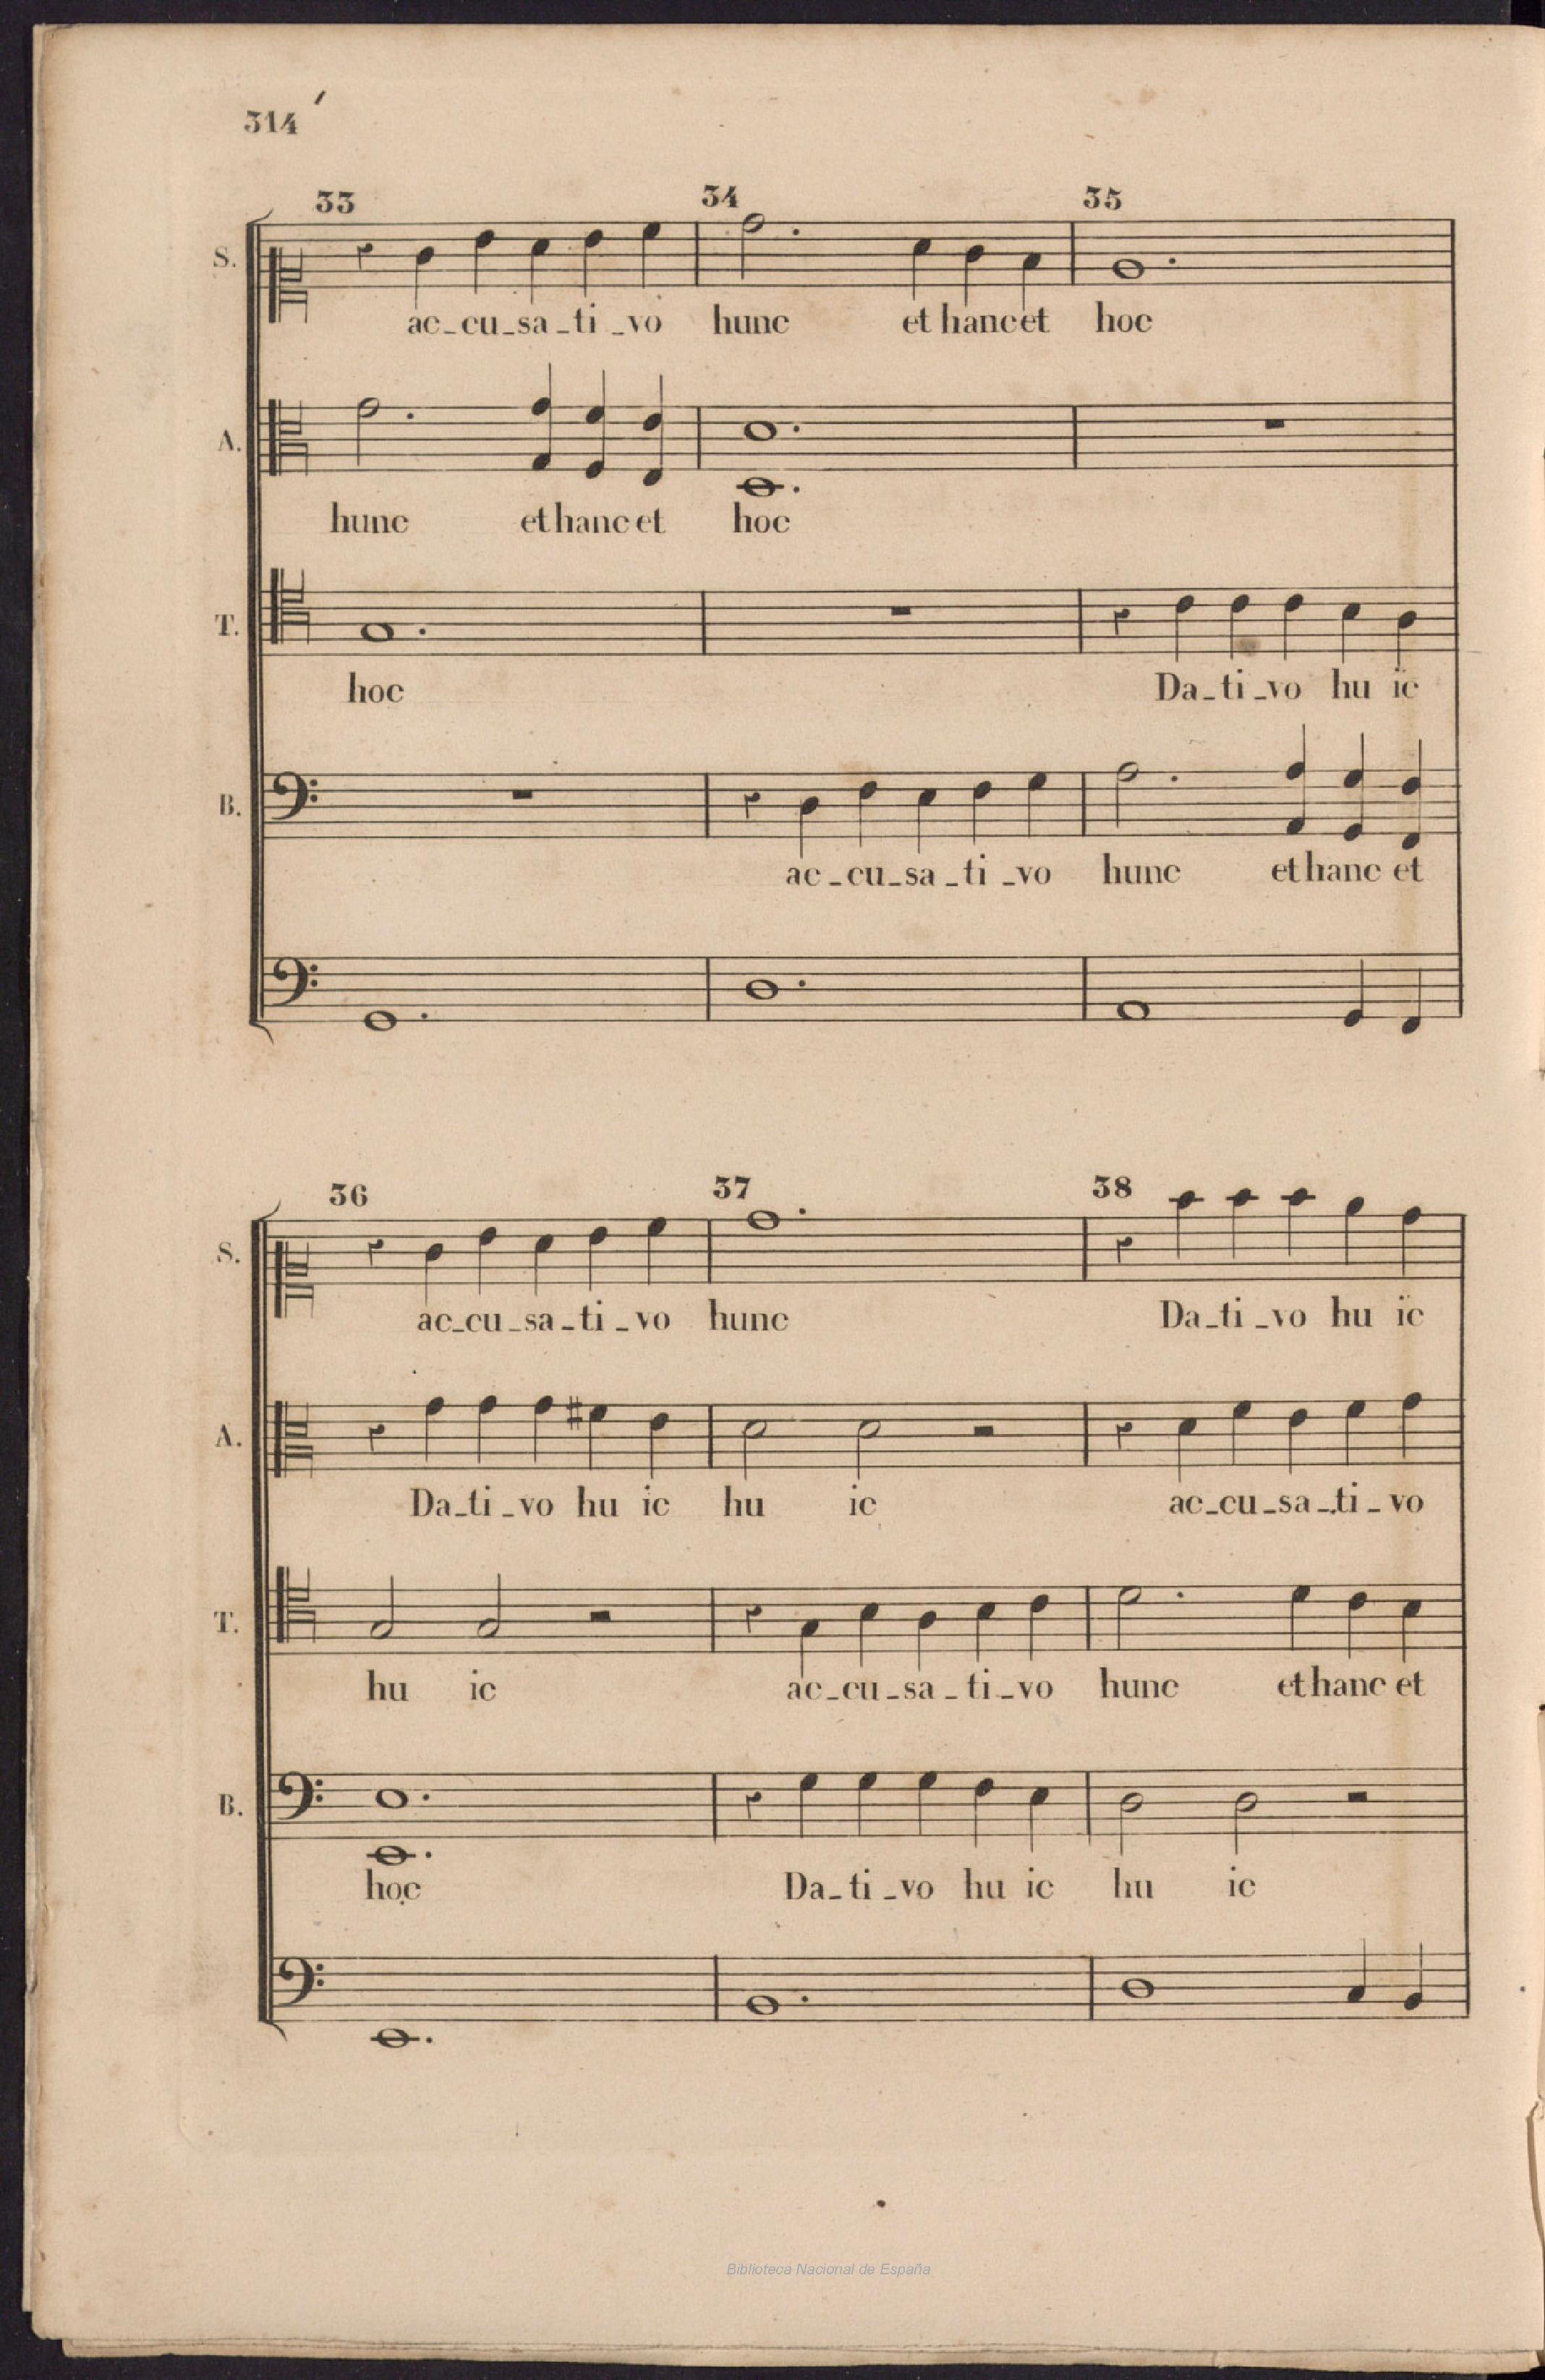 314
33 34 35
S.
ac_cu_sa_ti_vo hunc et hanc et hoc
A.
hunc et hanc et hoc
T.
hoc Da_ti_vo hu ic
B.
ac_cu_sa_ti_vo hunc et hanc et
36 37 38
S.
ac_cu_sa_ti_vo hunc Da_ti_vo hu ic
A.
Da_ti_vo hu ic hu ic ac_cu_sa_ti_vo
T.
hu ic ac_cu_sa_ti_vo hunc et hanc et
B.
hoc Da_ti_vo hu ic hu ic
Biblioteca Nacional de España